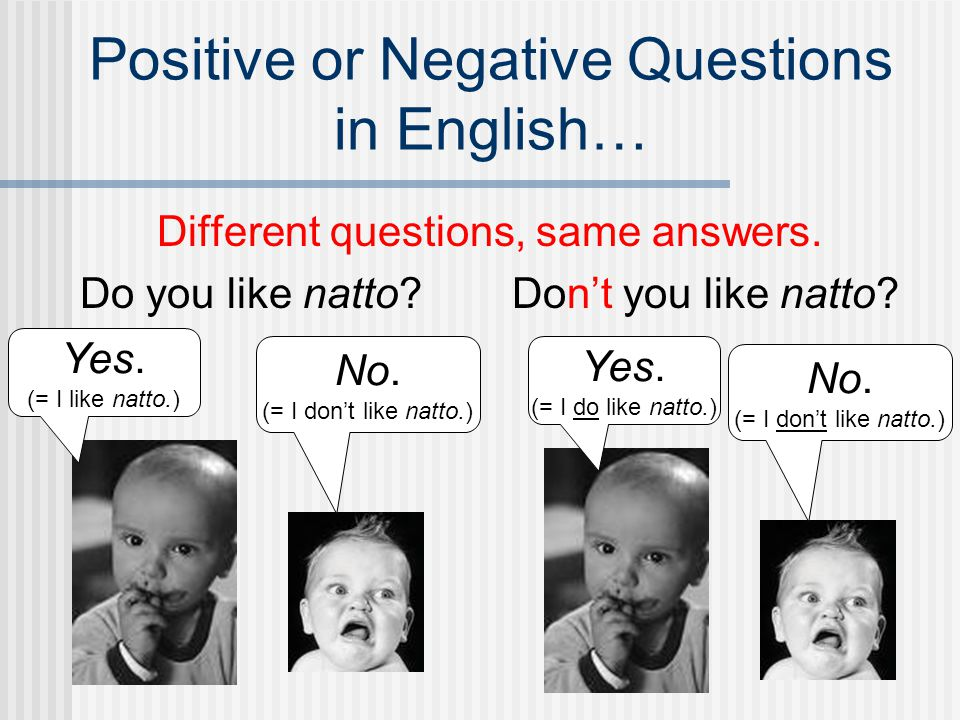 Positive or Negative Questions
in English…
Different questions, same answers.
Do you like natto?
Don’t you like natto?
Yes.
(= I like natto.)
No.
(= I don’t like natto.)
Yes.
(= I do like natto.)
No.
(= I don’t like natto.)